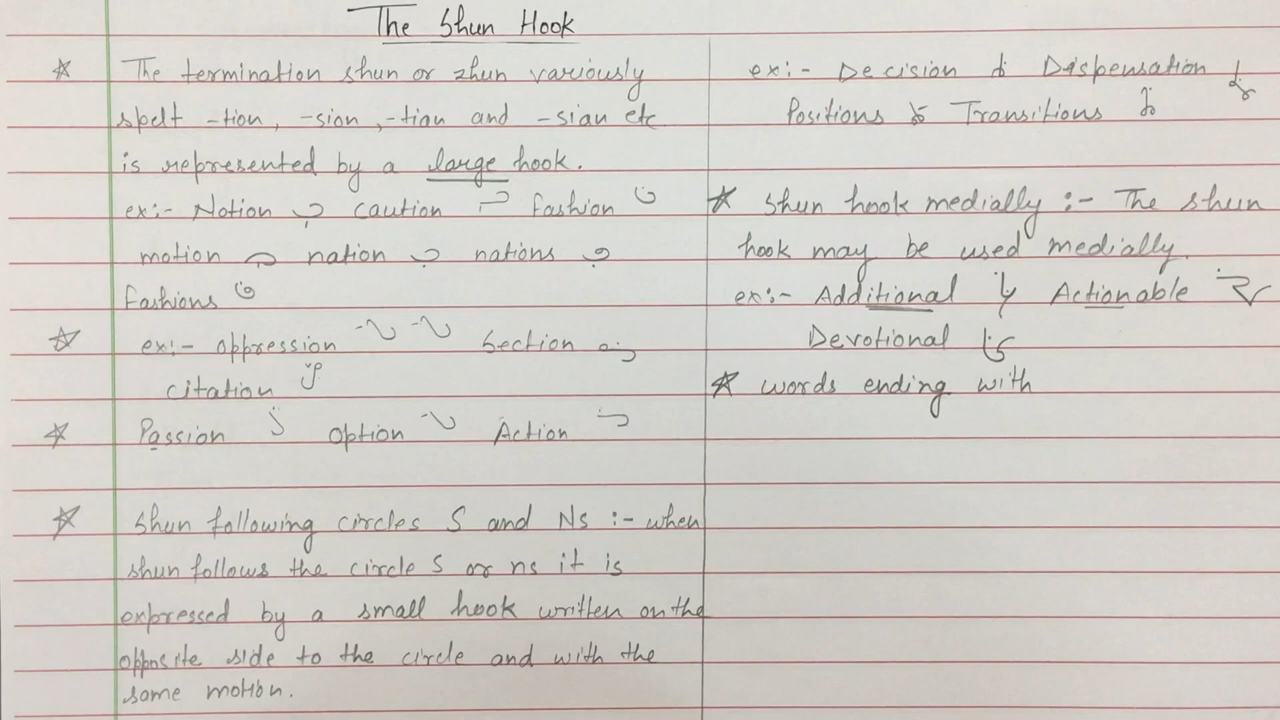 The Shun Hook
☆ The termination shun or zhun variously
spelt -tion, -sion, -tian and -sian etc
is represented by a large hook.
ex:- Notion caution Fashion
motion nation nations
Fashions
☆ ex:- oppression Section
citation
☆ Passion Option Action
☆ Shun following circles S and Ns :- when
shun follows the circle S or ns it is
expressed by a small hook written on the
opposite side to the circle and with the
same motion.
ex:- Decision Dispensation
Positions Transitions
☆ Shun hook medially :- The shun
hook may be used medially.
ex:- Additional Actionable
Devotional
☆ words ending with